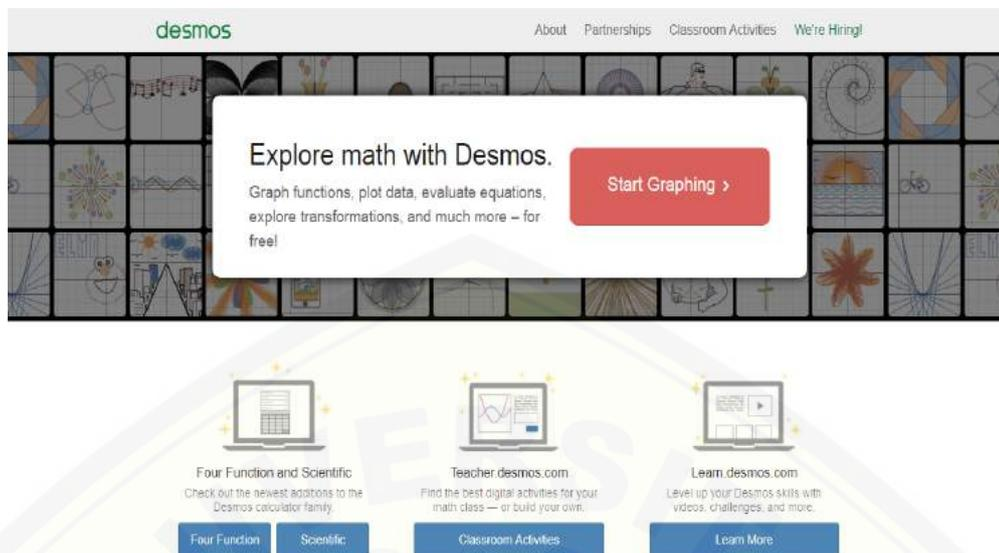 desmos
About Partnerships Classroom Activities We're Hiring!
Explore math with Desmos.
Graph functions, plot data, evaluate equations,
explore transformations, and much more – for
free!
Start Graphing ›
Four Function and Scientific
Check out the newest additions to the
Desmos calculator family.
Four Function
Scientific
Teacher.desmos.com
Find the best digital activities for your
math class — or build your own.
Classroom Activities
Learn.desmos.com
Level up your Desmos skills with
videos, challenges, and more.
Learn More